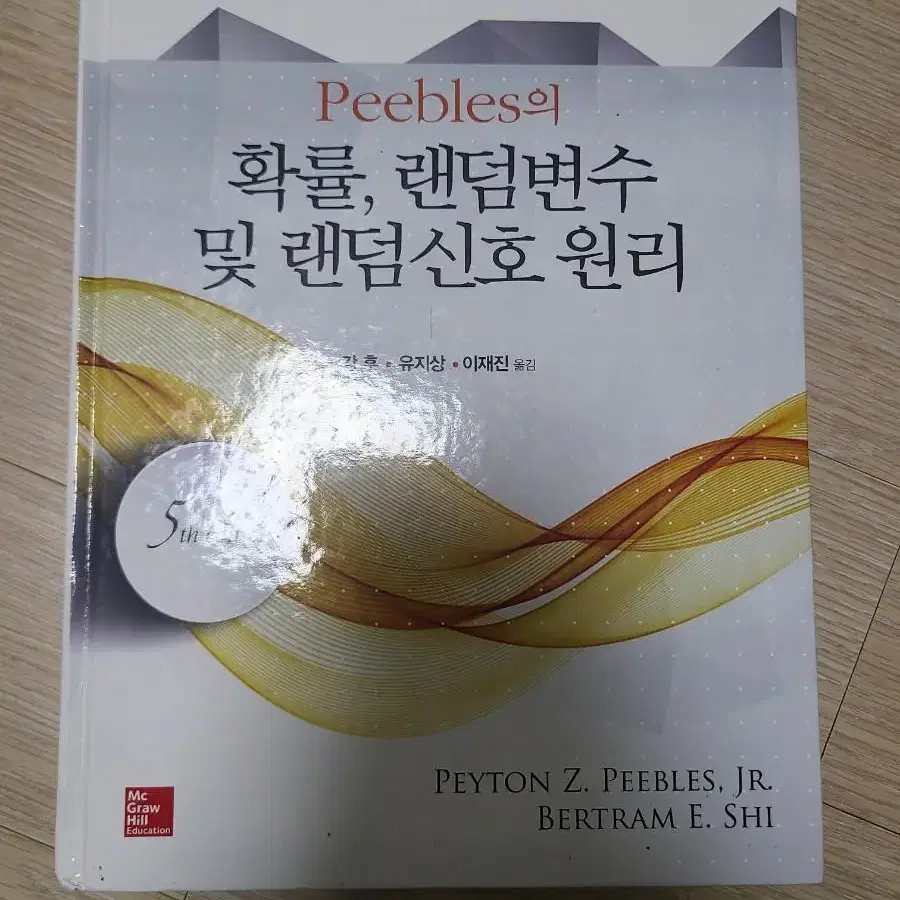 Peebles의
확률, 랜덤변수
및 랜덤신호 원리
강 훈 • 유지상 • 이재진 옮김
5th
PEYTON Z. PEEBLES, JR.
BERTRAM E. SHI
Mc
Graw
Hill
Education